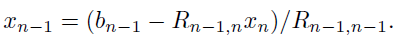 x_{n−1} = (b_{n−1} − R_{n−1,n}x_n)/R_{n−1,n−1}.